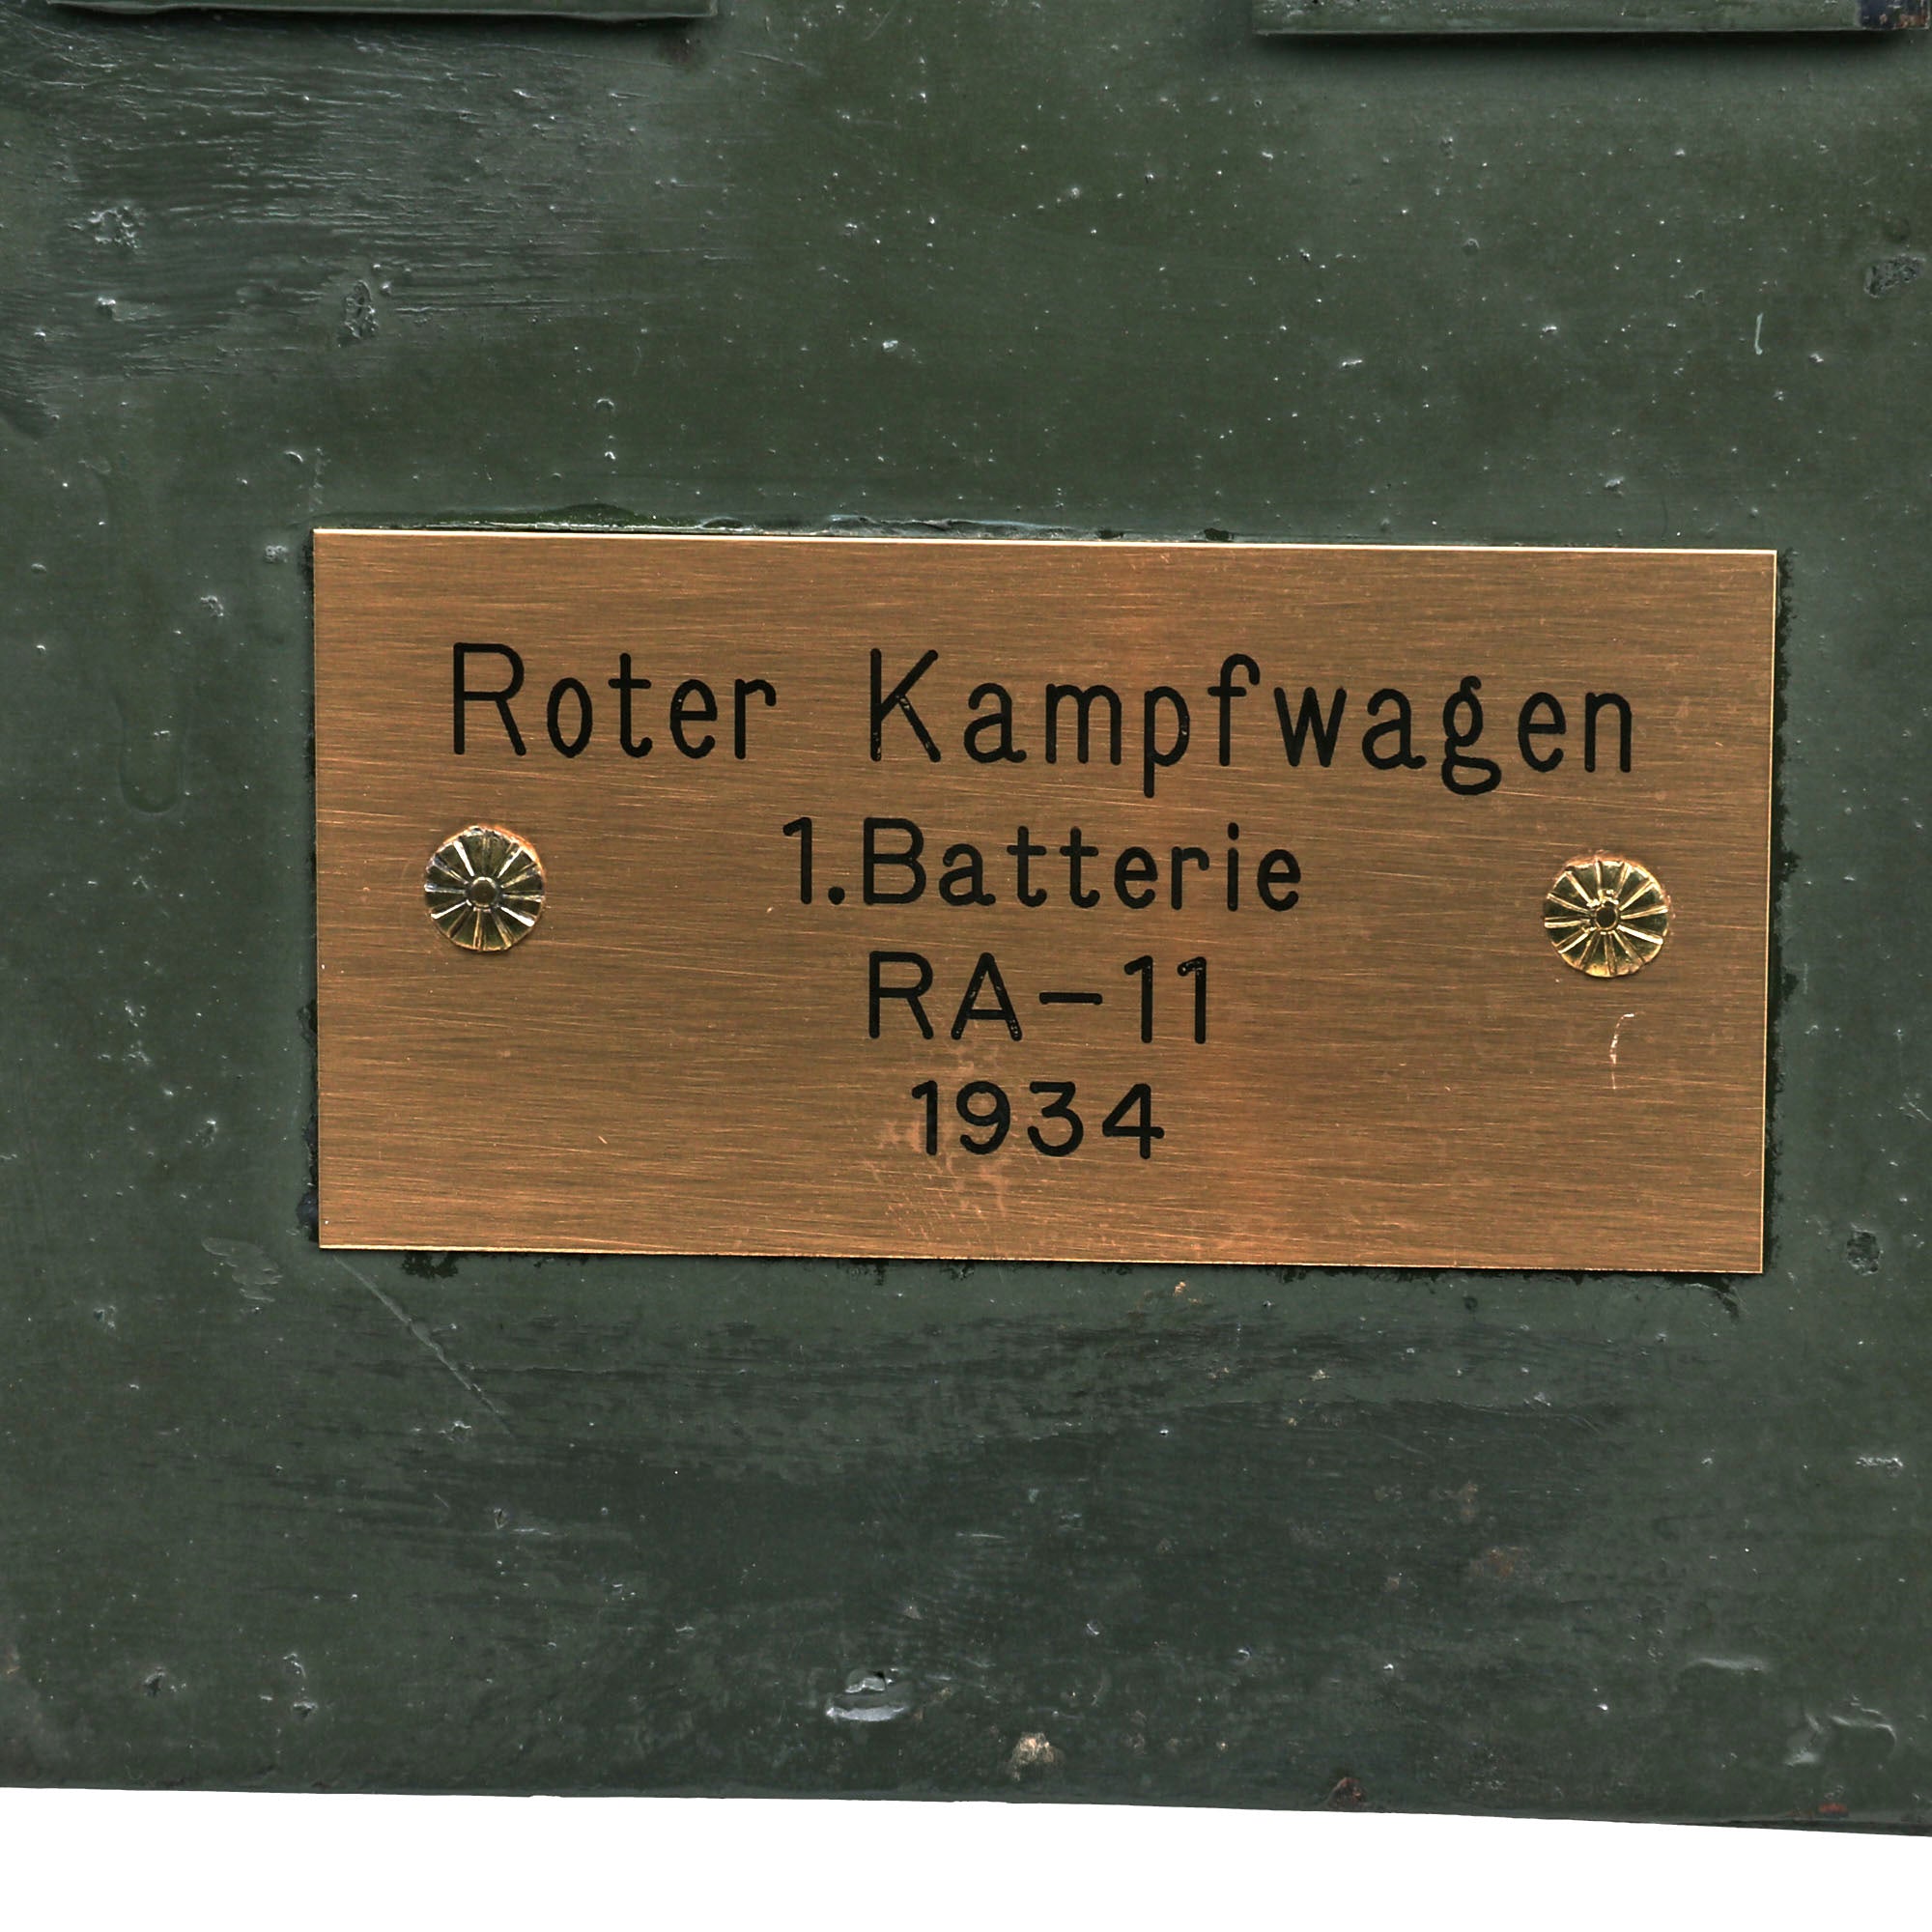 Roter Kampfwagen
1.Batterie
RA-11
1934